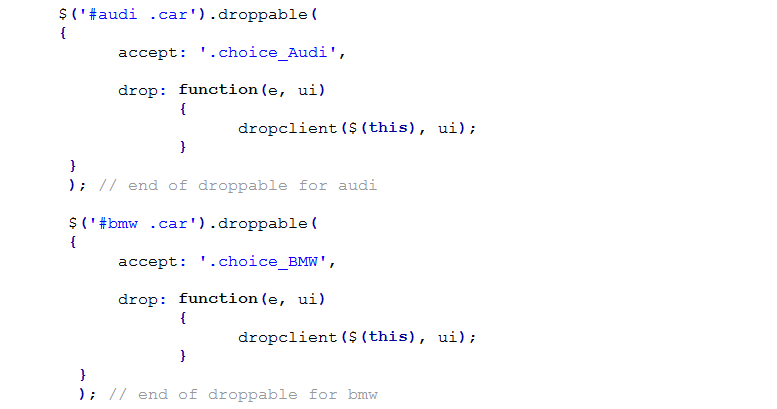 $('#audi .car').droppable(
{
accept: '.choice_Audi',
drop: function(e, ui)
{
dropclient($(this), ui);
}
}
); // end of droppable for audi
$('#bmw .car').droppable(
{
accept: '.choice_BMW',
drop: function(e, ui)
{
dropclient($(this), ui);
}
}
); // end of droppable for bmw